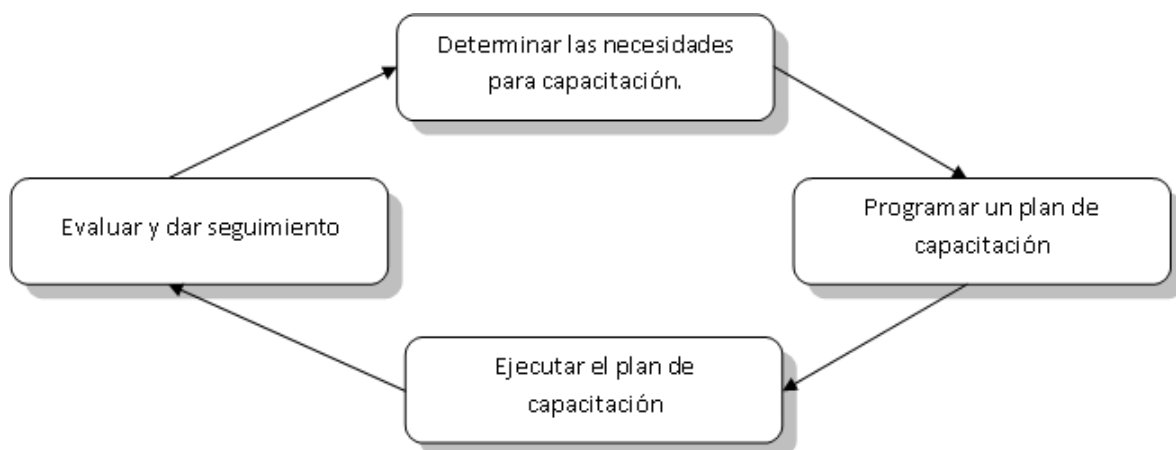 Determinar las necesidades
para capacitación.
Programar un plan de
capacitación
Ejecutar el plan de
capacitación
Evaluar y dar seguimiento